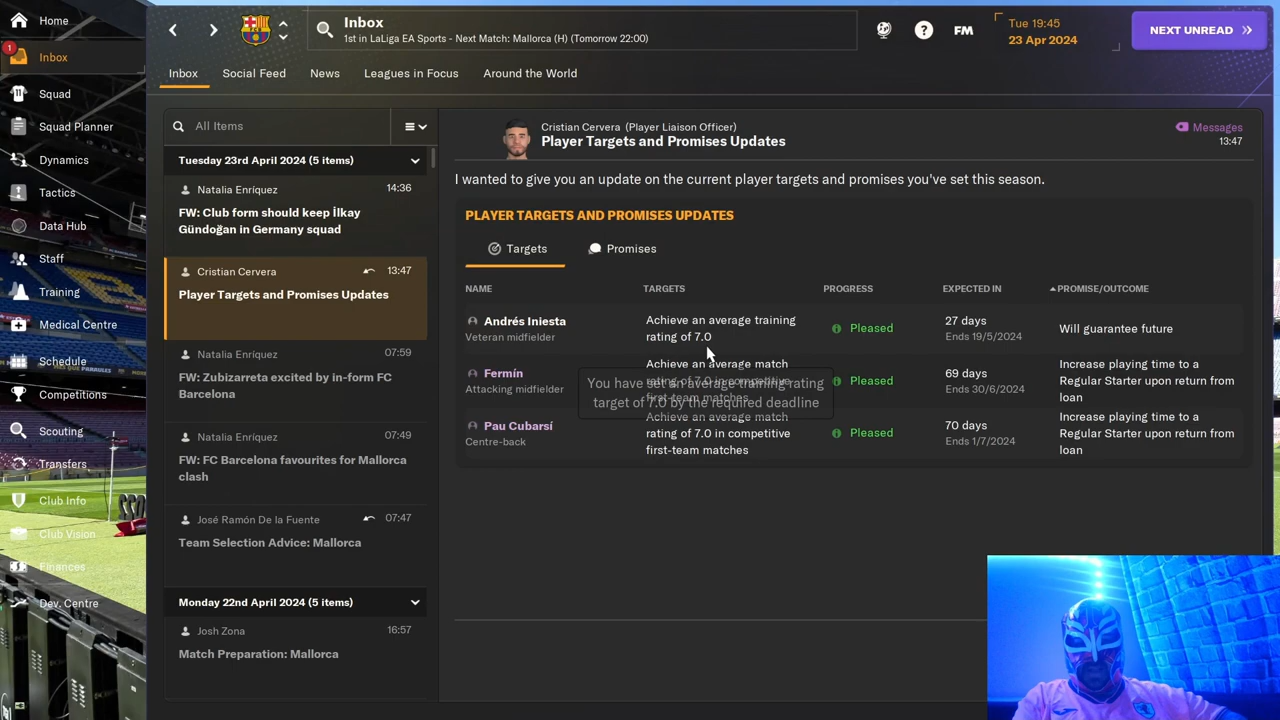 Home
1
Inbox
Squad
Squad Planner
Dynamics
Tactics
Data Hub
Staff
Training
Medical Centre
Schedule
Competitions
Scouting
Transfers
Club Info
Club Vision
Finances
Dev. Centre
Inbox
1st in LaLiga EA Sports - Next Match: Mallorca (H) (Tomorrow 22:00)
?
FM
Tue 19:45
23 Apr 2024
NEXT UNREAD
Inbox
Social Feed
News
Leagues in Focus
Around the World
All Items
Tuesday 23rd April 2024 (5 items)
Natalia Enríquez 14:36
FW: Club form should keep İlkay
Gündoğan in Germany squad
Cristian Cervera 13:47
Player Targets and Promises Updates
Natalia Enríquez 07:59
FW: Zubizarreta excited by in-form FC
Barcelona
Natalia Enríquez 07:49
FW: FC Barcelona favourites for Mallorca
clash
José Ramón De la Fuente 07:47
Team Selection Advice: Mallorca
Monday 22nd April 2024 (5 items)
Josh Zona 16:57
Match Preparation: Mallorca
Cristian Cervera (Player Liaison Officer)
Player Targets and Promises Updates
Messages
13:47
I wanted to give you an update on the current player targets and promises you've set this season.
PLAYER TARGETS AND PROMISES UPDATES
Targets
Promises
NAME TARGETS PROGRESS EXPECTED IN PROMISE/OUTCOME
Andrés Iniesta
Veteran midfielder
Achieve an average training
rating of 7.0
Pleased
27 days
Ends 19/5/2024
Will guarantee future
Fermín
Attacking midfielder
Achieve an average match
rating of 7.0 in competitive
first-team matches
Pleased
69 days
Ends 30/6/2024
Increase playing time to a
Regular Starter upon return from
loan
You have set an average training rating
target of 7.0 by the required deadline
Pau Cubarsí
Centre-back
Achieve an average match
rating of 7.0 in competitive
first-team matches
Pleased
70 days
Ends 1/7/2024
Increase playing time to a
Regular Starter upon return from
loan